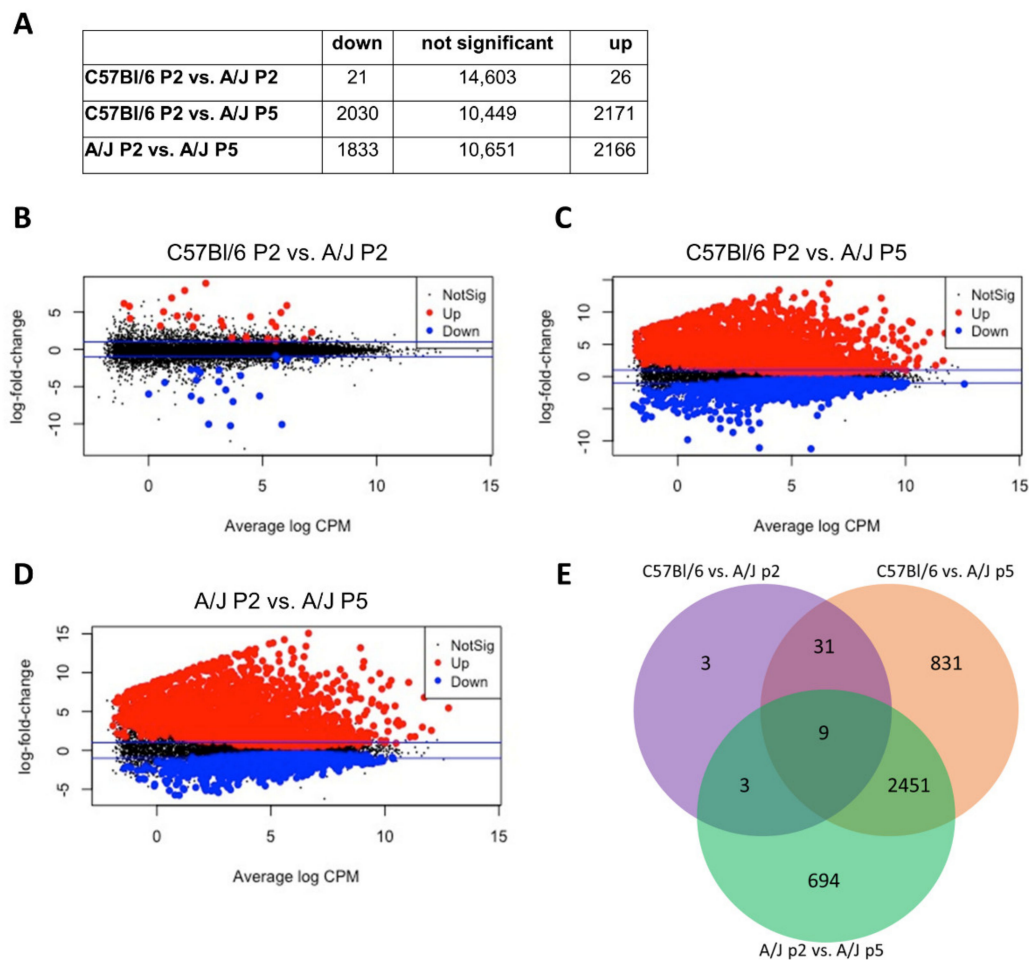 A
down not significant up
C57Bl/6 P2 vs. A/J P2 21 14,603 26
C57Bl/6 P2 vs. A/J P5 2030 10,449 2171
A/J P2 vs. A/J P5 1833 10,651 2166
B
C57Bl/6 P2 vs. A/J P2
NotSig
Up
Down
5
0
-5
-10
log-fold-change
0 5 10 15
Average log CPM
C
C57Bl/6 P2 vs. A/J P5
NotSig
Up
Down
10
5
0
-10
log-fold-change
0 5 10 15
Average log CPM
D
A/J P2 vs. A/J P5
NotSig
Up
Down
15
10
5
0
-5
log-fold-change
0 5 10 15
Average log CPM
E
C57Bl/6 vs. A/J p2
C57Bl/6 vs. A/J p5
3
31
831
9
3
2451
694
A/J p2 vs. A/J p5